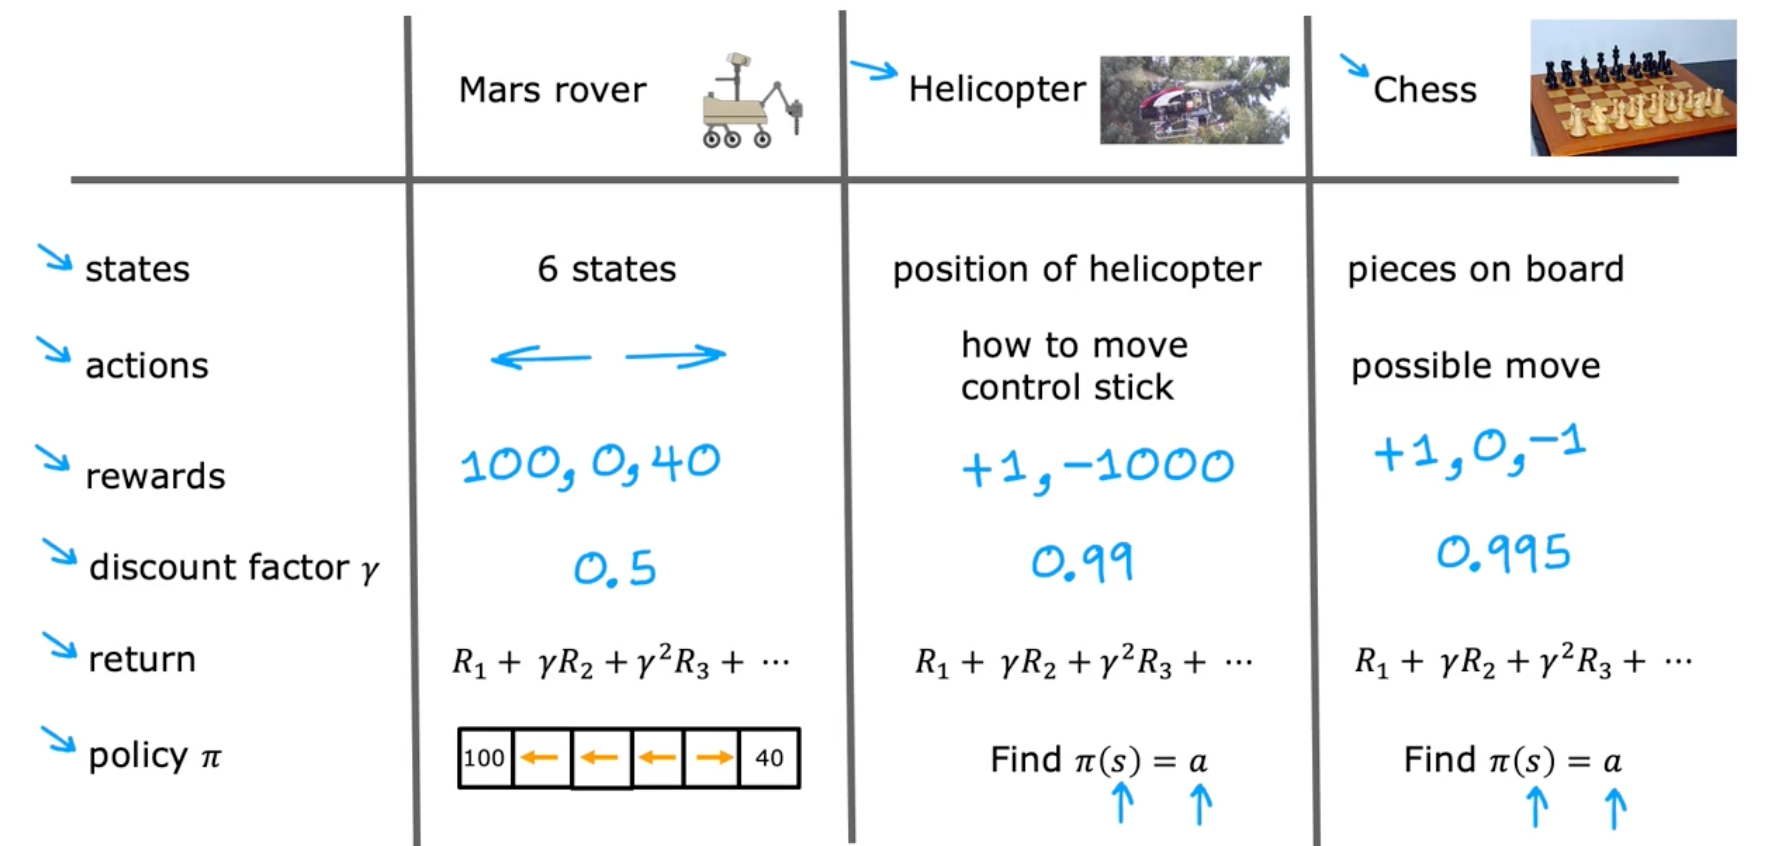 Mars rover
Helicopter
Chess
states
6 states
position of helicopter
pieces on board
actions
how to move
control stick
possible move
rewards
100, 0, 40
+1, -1000
+1, 0, -1
discount factor γ
0.5
0.99
0.995
return
R₁ + γR₂ + γ²R₃ + ⋯
R₁ + γR₂ + γ²R₃ + ⋯
R₁ + γR₂ + γ²R₃ + ⋯
policy π
100 ← ← ← → 40
Find π(s) = a
Find π(s) = a